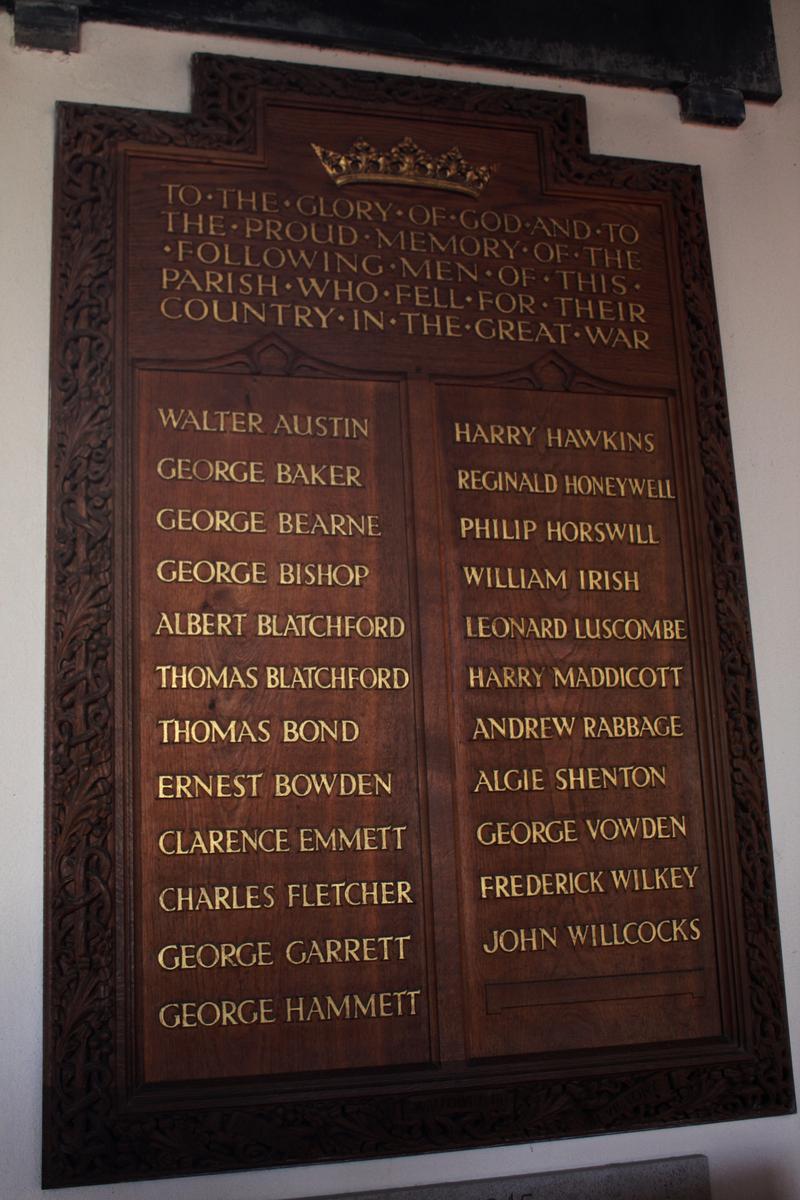 TO·THE·GLORY·OF·GOD·AND·TO
THE·PROUD·MEMORY·OF·THE
·FOLLOWING·MEN·OF·THIS·
PARISH·WHO·FELL·FOR·THEIR
COUNTRY·IN·THE·GREAT·WAR
WALTER AUSTIN
GEORGE BAKER
GEORGE BEARNE
GEORGE BISHOP
ALBERT BLATCHFORD
THOMAS BLATCHFORD
THOMAS BOND
ERNEST BOWDEN
CLARENCE EMMETT
CHARLES FLETCHER
GEORGE GARRETT
GEORGE HAMMETT
HARRY HAWKINS
REGINALD HONEYWELL
PHILIP HORSWILL
WILLIAM IRISH
LEONARD LUSCOMBE
HARRY MADDICOTT
ANDREW RABBAGE
ALGIE SHENTON
GEORGE VOWDEN
FREDERICK WILKEY
JOHN WILLCOCKS